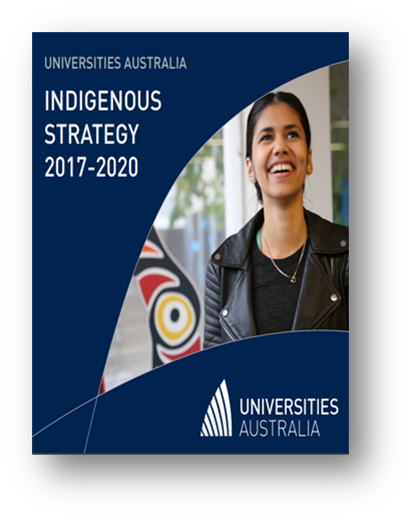 UNIVERSITIES AUSTRALIA
INDIGENOUS
STRATEGY
2017-2020
UNIVERSITIES
AUSTRALIA